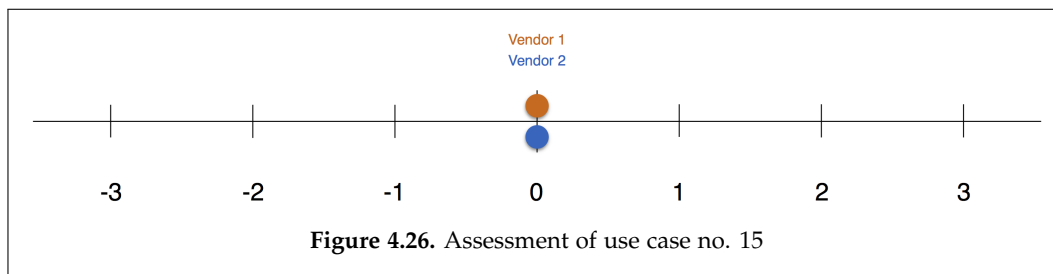 Vendor 1
Vendor 2
-3 -2 -1 0 1 2 3
Figure 4.26. Assessment of use case no. 15